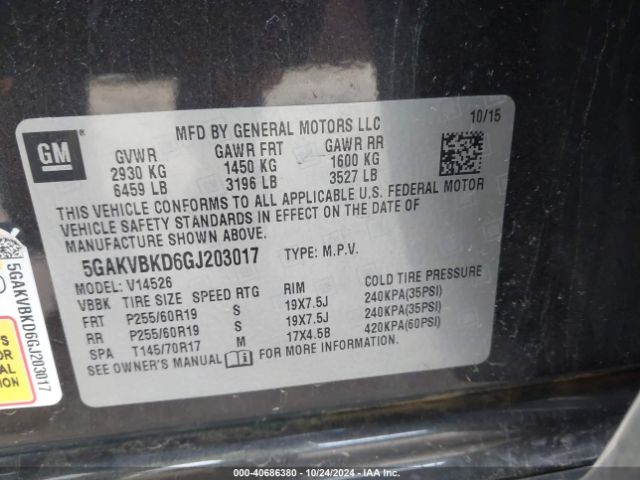 GM
MFD BY GENERAL MOTORS LLC
10/15
GVWR GAWR FRT GAWR RR
2930 KG 1450 KG 1600 KG
6459 LB 3196 LB 3527 LB
THIS VEHICLE CONFORMS TO ALL APPLICABLE U.S. FEDERAL MOTOR
VEHICLE SAFETY STANDARDS IN EFFECT ON THE DATE OF
MANUFACTURE SHOWN ABOVE.
5GAKVBKD6GJ203017 TYPE: M.P.V.
MODEL: V14526
VBBK TIRE SIZE SPEED RTG RIM COLD TIRE PRESSURE
FRT P255/60R19 S 19X7.5J 240KPA(35PSI)
RR P255/60R19 S 19X7.5J 240KPA(35PSI)
SPA T145/70R17 M 17X4.5B 420KPA(60PSI)
SEE OWNER'S MANUAL FOR MORE INFORMATION.
5GAKVBKD6GJ203017
000-40686380 - 10/24/2024 - IAA Inc.